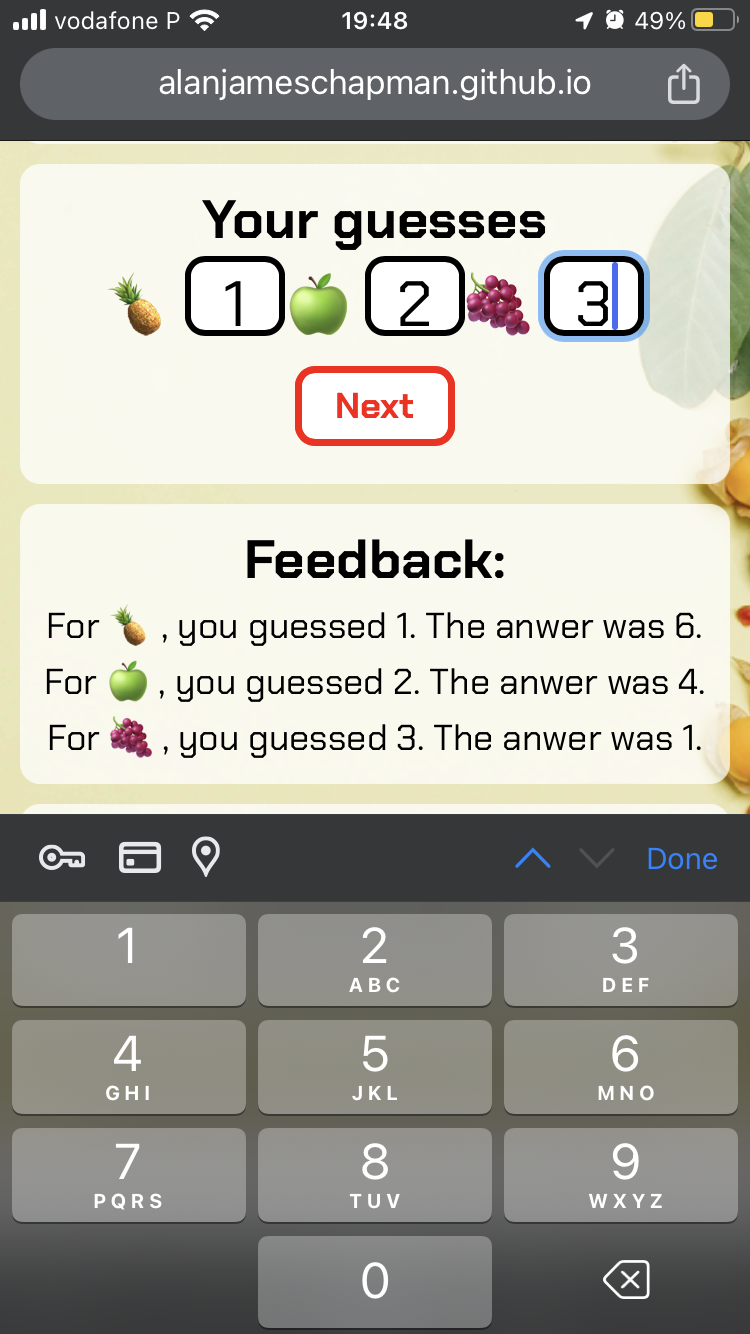 vodafone P 19:48 49%
alanjameschapman.github.io
Your guesses
🍍 1 🍏 2 🍇 3
Next
Feedback:
For 🍍 , you guessed 1. The anwer was 6.
For 🍏 , you guessed 2. The anwer was 4.
For 🍇 , you guessed 3. The anwer was 1.
Done
1 2 3
ABC DEF
4 5 6
GHI JKL MNO
7 8 9
PQRS TUV WXYZ
0